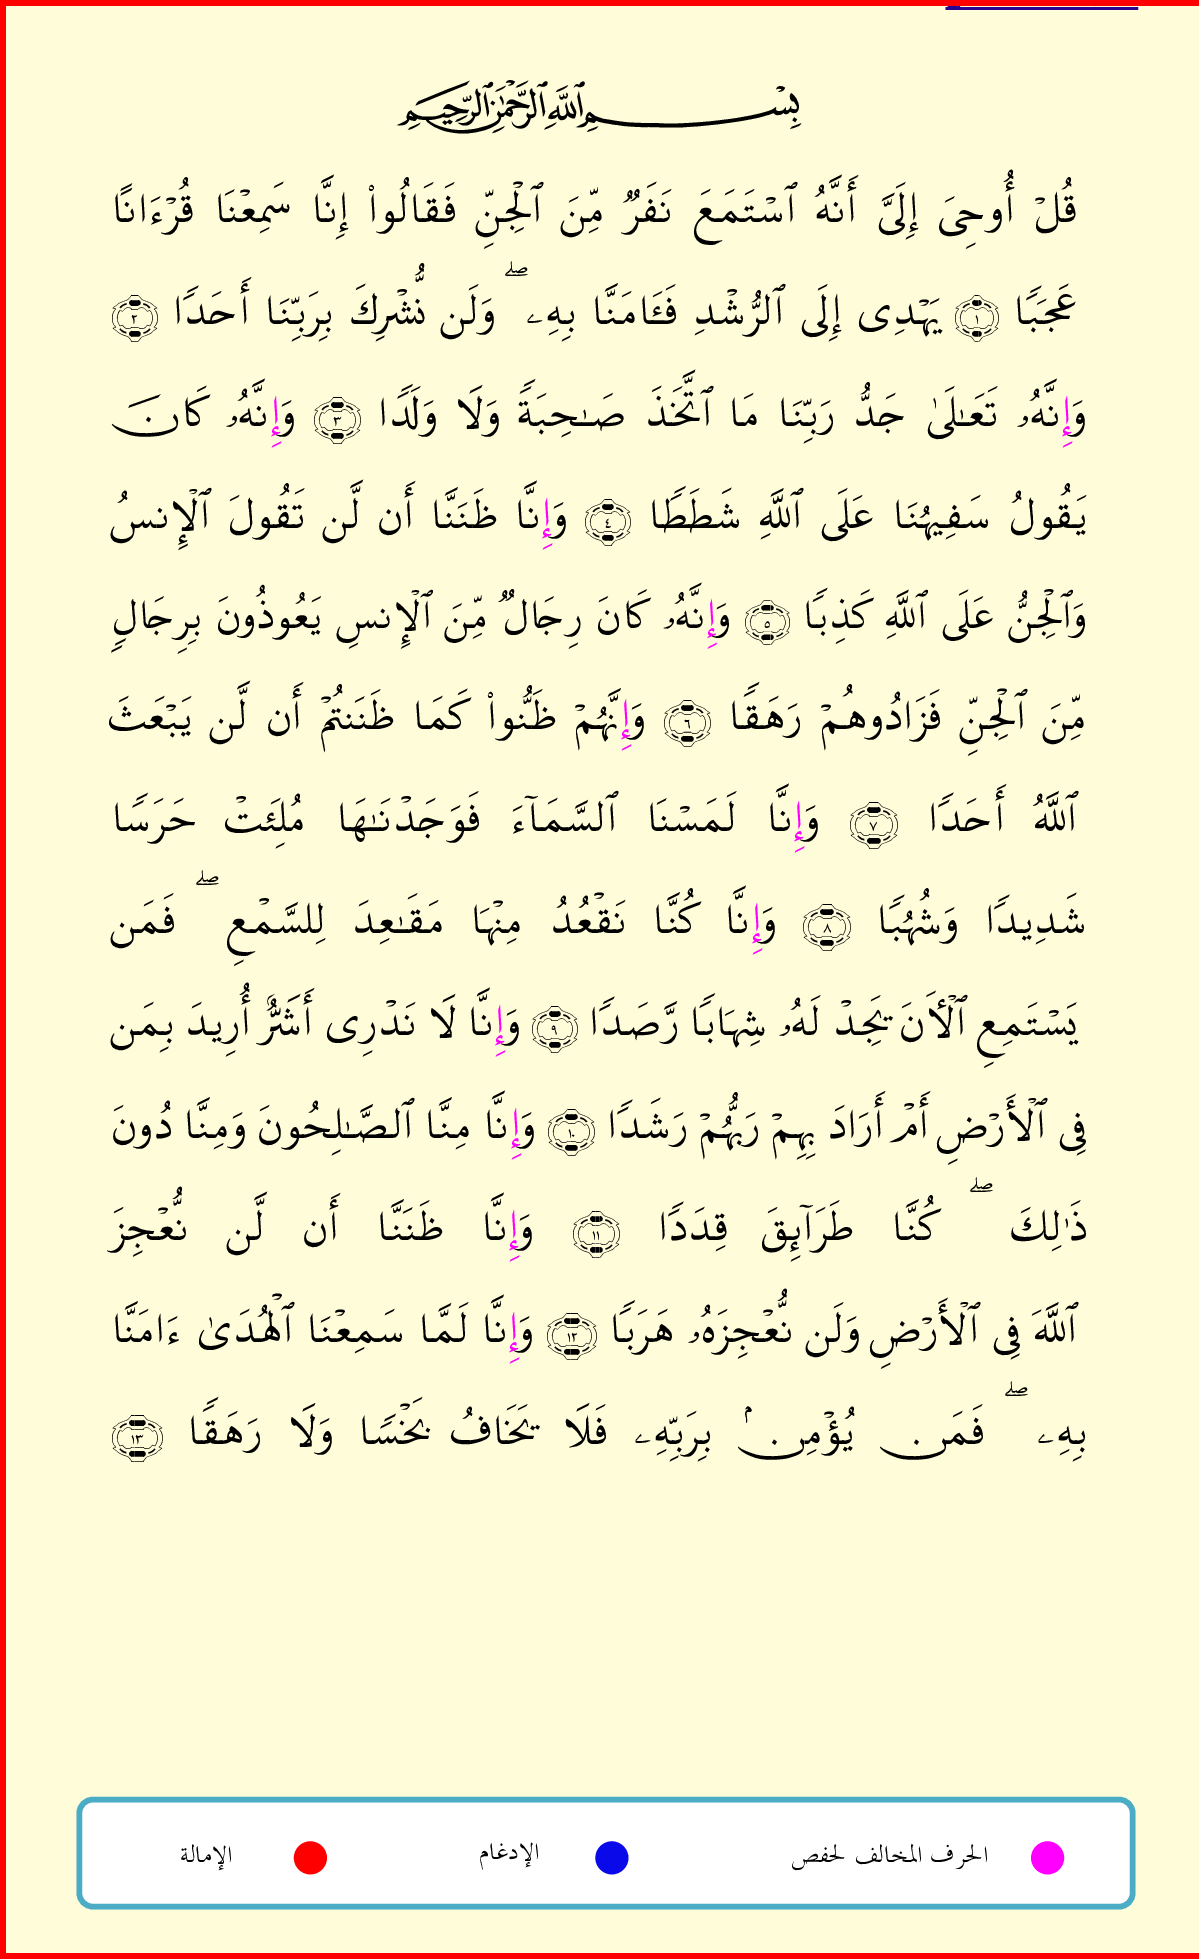 بِسْمِ ٱللَّهِ ٱلرَّحْمَٰنِ ٱلرَّحِيمِ
قُلْ أُوحِىَ إِلَىَّ أَنَّهُ ٱسْتَمَعَ نَفَرٌ مِّنَ ٱلْجِنِّ فَقَالُوا۟ إِنَّا سَمِعْنَا قُرْءَانًا
عَجَبًا ١ يَهْدِى إِلَى ٱلرُّشْدِ فَـَٔامَنَّا بِهِۦ ۖ وَلَن نُّشْرِكَ بِرَبِّنَا أَحَدًا ٢
وَإِنَّهُۥ تَعَـٰلَىٰ جَدُّ رَبِّنَا مَا ٱتَّخَذَ صَـٰحِبَةً وَلَا وَلَدًا ٣ وَإِنَّهُۥ كَانَ
يَقُولُ سَفِيهُنَا عَلَى ٱللَّهِ شَطَطًا ٤ وَإِنَّا ظَنَنَّا أَن لَّن تَقُولَ ٱلْإِنسُ
وَٱلْجِنُّ عَلَى ٱللَّهِ كَذِبًا ٥ وَإِنَّهُۥ كَانَ رِجَالٌ مِّنَ ٱلْإِنسِ يَعُوذُونَ بِرِجَالٍ
مِّنَ ٱلْجِنِّ فَزَادُوهُمْ رَهَقًا ٦ وَإِنَّهُمْ ظَنُّوا۟ كَمَا ظَنَنتُمْ أَن لَّن يَبْعَثَ
ٱللَّهُ أَحَدًا ٧ وَإِنَّا لَمَسْنَا ٱلسَّمَآءَ فَوَجَدْنَـٰهَا مُلِئَتْ حَرَسًا
شَدِيدًا وَشُهُبًا ٨ وَإِنَّا كُنَّا نَقْعُدُ مِنْهَا مَقَـٰعِدَ لِلسَّمْعِ ۖ فَمَن
يَسْتَمِعِ ٱلْـَٔانَ يَجِدْ لَهُۥ شِهَابًا رَّصَدًا ٩ وَإِنَّا لَا نَدْرِى أَشَرٌّ أُرِيدَ بِمَن
فِى ٱلْأَرْضِ أَمْ أَرَادَ بِهِمْ رَبُّهُمْ رَشَدًا ١٠ وَإِنَّا مِنَّا ٱلصَّـٰلِحُونَ وَمِنَّا دُونَ
ذَٰلِكَ ۖ كُنَّا طَرَآئِقَ قِدَدًا ١١ وَإِنَّا ظَنَنَّا أَن لَّن نُّعْجِزَ
ٱللَّهَ فِى ٱلْأَرْضِ وَلَن نُّعْجِزَهُۥ هَرَبًا ١٢ وَإِنَّا لَمَّا سَمِعْنَا ٱلْهُدَىٰ ءَامَنَّا
بِهِۦ ۖ فَمَن يُؤْمِنۢ بِرَبِّهِۦ فَلَا يَخَافُ بَخْسًا وَلَا رَهَقًا ١٣
الحرف المخالف لحفص
الإدغام
الإمالة